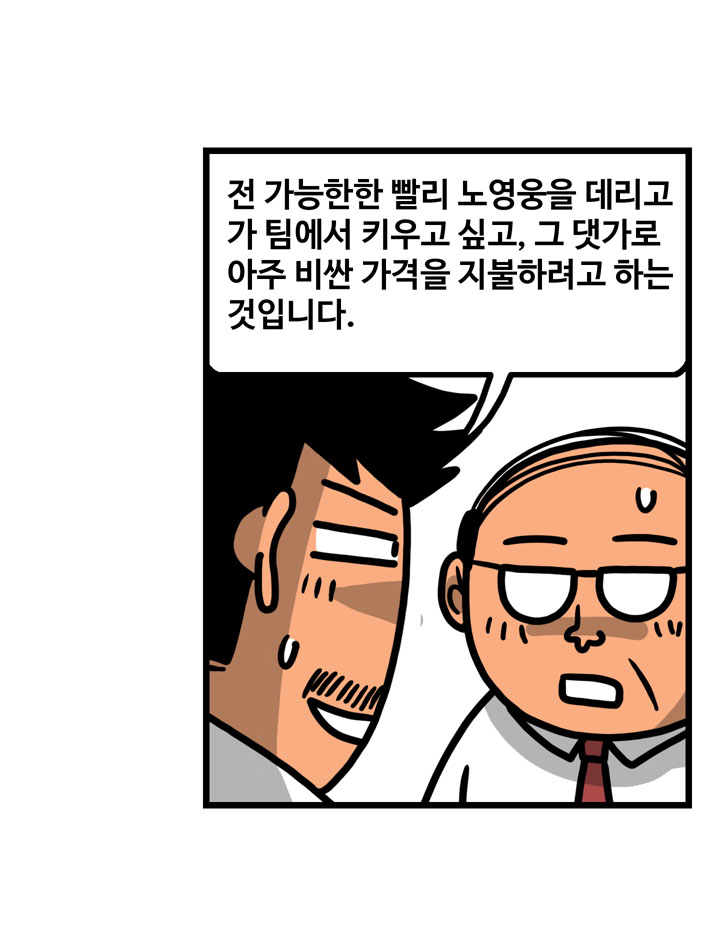 전 가능한한 빨리 노영웅을 데리고
가 팀에서 키우고 싶고, 그 댓가로
아주 비싼 가격을 지불하려고 하는
것입니다.